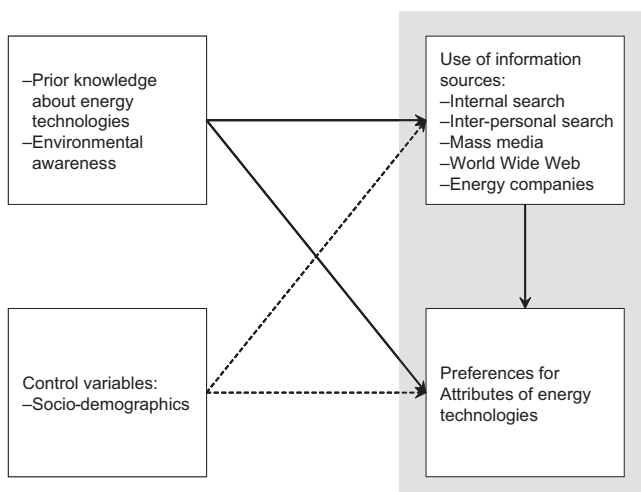 –Prior knowledge
about energy
technologies
–Environmental
awareness
Use of information
sources:
–Internal search
–Inter-personal search
–Mass media
–World Wide Web
–Energy companies
Control variables:
–Socio-demographics
Preferences for
Attributes of energy
technologies